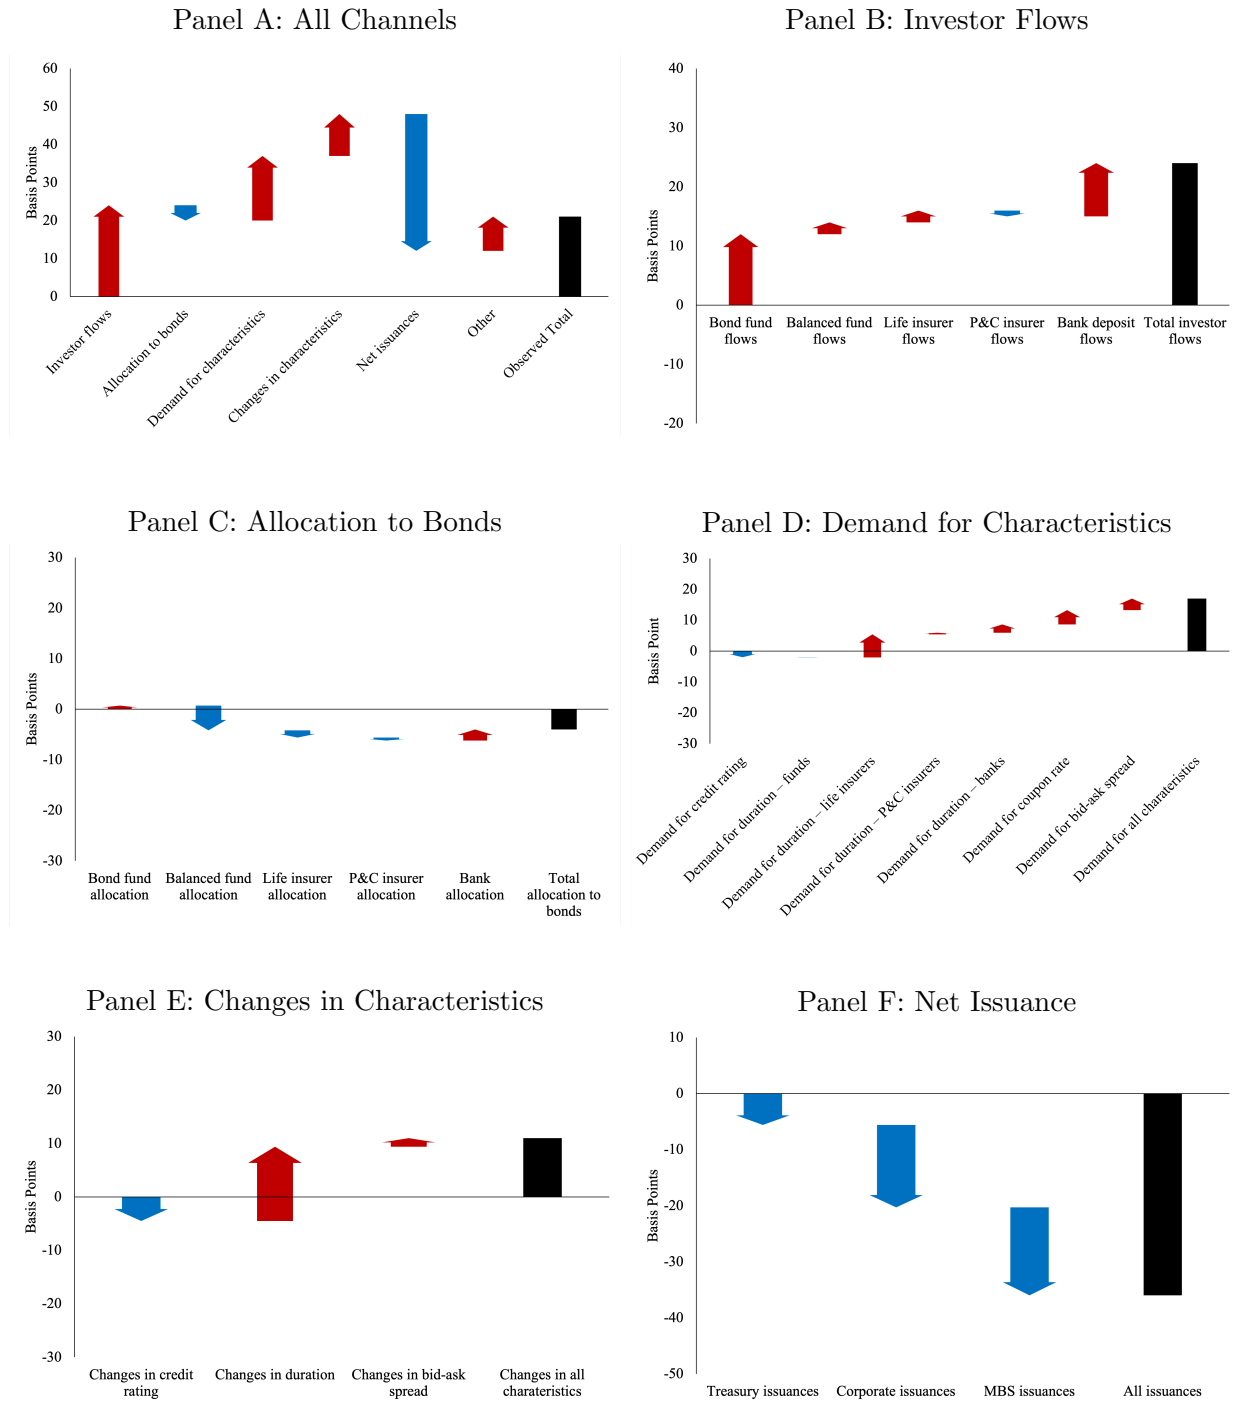 Panel A: All Channels
60
50
40
30
20
10
0
Basis Points
Investor flows
Allocation to bonds
Demand for characteristics
Changes in characteristics
Net issuances
Other
Observed Total
Panel B: Investor Flows
40
30
20
10
0
-10
-20
Basis Points
Bond fund
flows
Balanced fund
flows
Life insurer
flows
P&C insurer
flows
Bank deposit
flows
Total investor
flows
Panel C: Allocation to Bonds
30
20
10
0
-10
-20
-30
Basis Points
Bond fund
allocation
Balanced fund
allocation
Life insurer
allocation
P&C insurer
allocation
Bank
allocation
Total
allocation to
bonds
Panel D: Demand for Characteristics
30
20
10
0
-10
-20
-30
Basis Point
Demand for credit rating
Demand for duration – funds
Demand for duration – life insurers
Demand for duration – P&C insurers
Demand for duration – banks
Demand for coupon rate
Demand for bid-ask spread
Demand for all charateristics
Panel E: Changes in Characteristics
30
20
10
0
-10
-20
-30
Basis Points
Changes in credit
rating
Changes in duration
Changes in bid-ask
spread
Changes in all
charateristics
Panel F: Net Issuance
10
0
-10
-20
-30
-40
-50
Basis Points
Treasury issuances
Corporate issuances
MBS issuances
All issuances